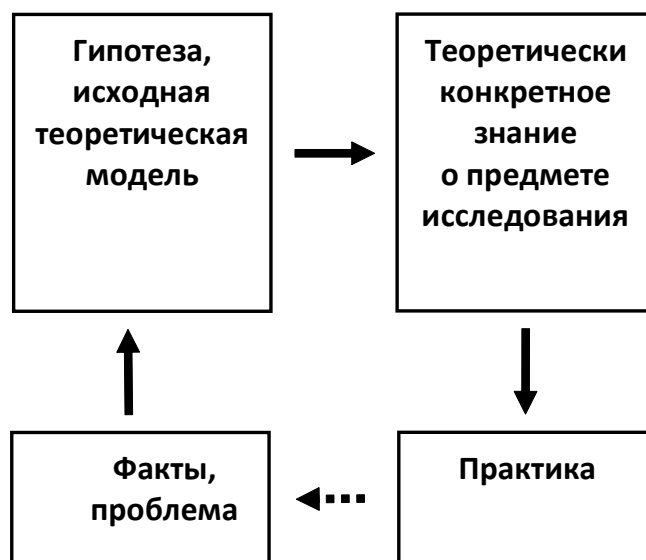 Гипотеза,
исходная
теоретическая
модель
Теоретически
конкретное
знание
о предмете
исследования
Факты,
проблема
Практика